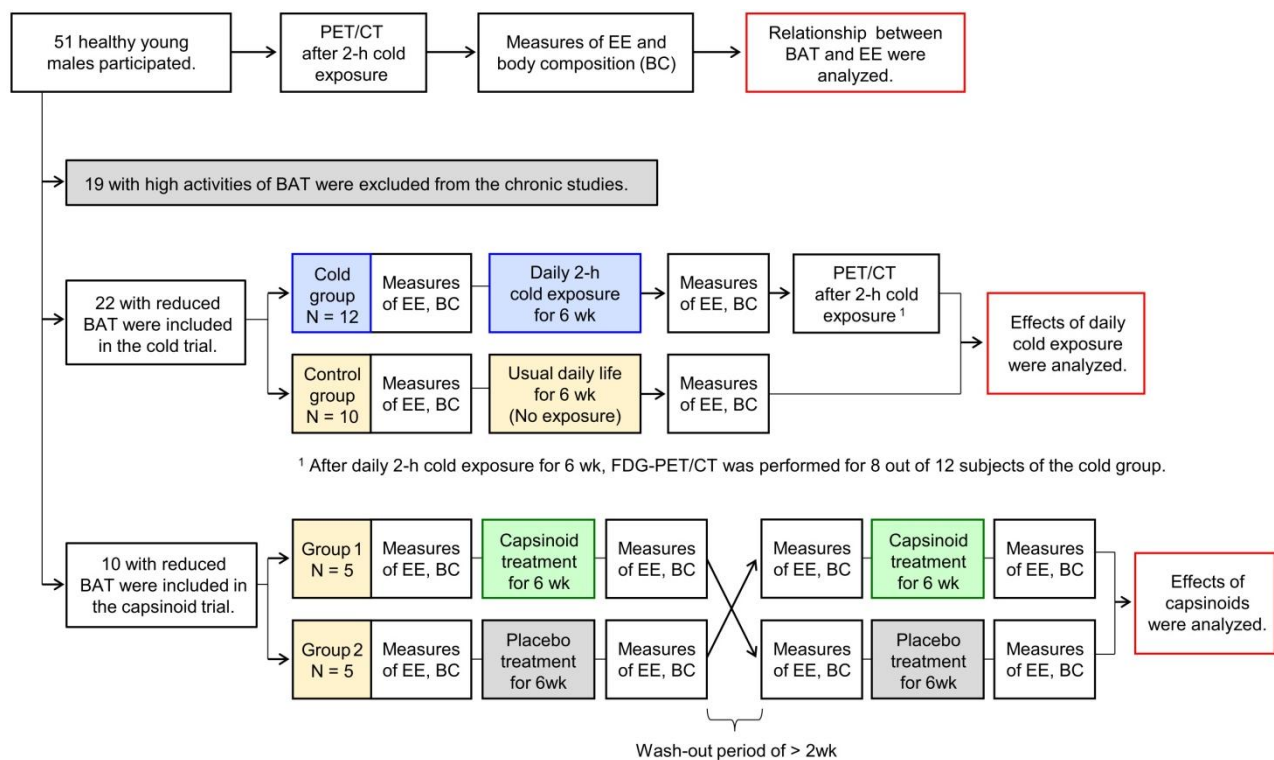 51 healthy young
males participated.
PET/CT
after 2-h cold
exposure
Measures of EE and
body composition (BC)
Relationship between
BAT and EE were
analyzed.
19 with high activities of BAT were excluded from the chronic studies.
22 with reduced
BAT were included
in the cold trial.
Cold
group
N = 12
Measures
of EE, BC
Daily 2-h
cold exposure
for 6 wk
Measures
of EE, BC
PET/CT
after 2-h cold
exposure ¹
Control
group
N = 10
Measures
of EE, BC
Usual daily life
for 6 wk
(No exposure)
Measures
of EE, BC
Effects of daily
cold exposure
were analyzed.
¹ After daily 2-h cold exposure for 6 wk, FDG-PET/CT was performed for 8 out of 12 subjects of the cold group.
10 with reduced
BAT were included in
the capsinoid trial.
Group 1
N = 5
Measures
of EE, BC
Capsinoid
treatment
for 6 wk
Measures
of EE, BC
Measures
of EE, BC
Capsinoid
treatment
for 6 wk
Measures
of EE, BC
Group 2
N = 5
Measures
of EE, BC
Placebo
treatment
for 6wk
Measures
of EE, BC
Measures
of EE, BC
Placebo
treatment
for 6wk
Measures
of EE, BC
Effects of
capsinoids
were analyzed.
Wash-out period of > 2wk